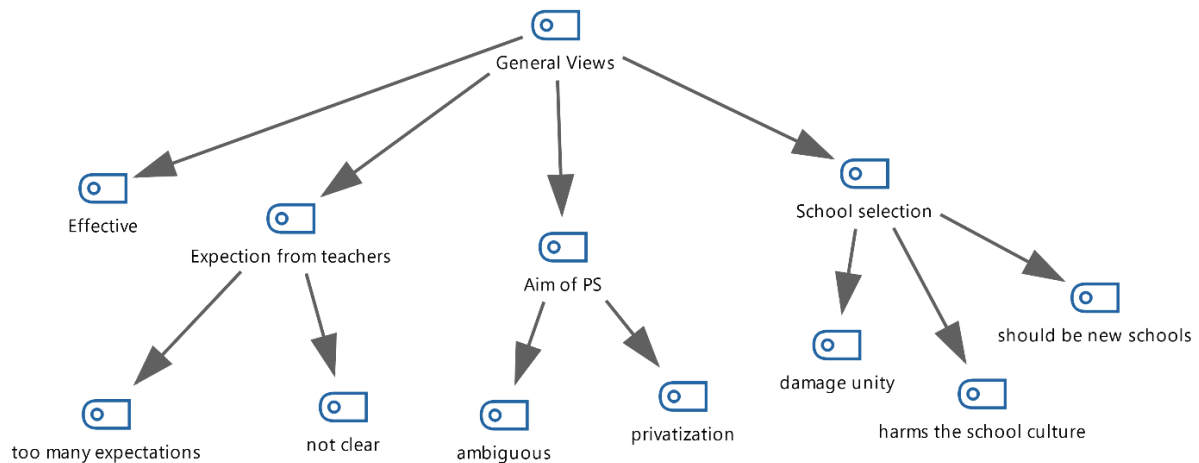 General Views
Effective
Expection from teachers
Aim of PS
School selection
too many expectations
not clear
ambiguous
privatization
damage unity
harms the school culture
should be new schools